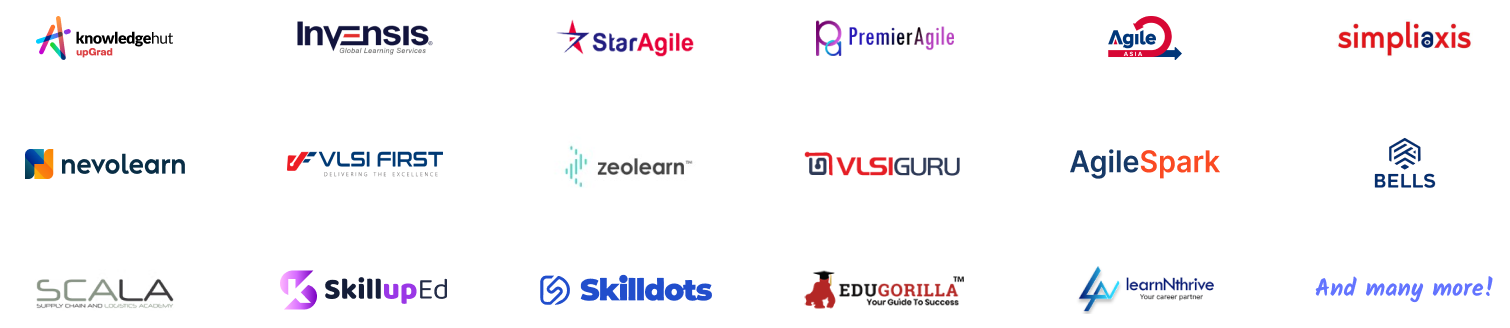 knowledgehut
upGrad
Invensis®
Global Learning Services
StarAgile
PremierAgile
Agile
ASIA
simpliaxis
nevolearn
VLSI FIRST
DELIVERING THE EXCELLENCE
zeolearn™
VLSIGURU
AgileSpark
BELLS
SCALA
SUPPLY CHAIN AND LOGISTICS ACADEMY
SkillupEd
Skilldots
EDUGORILLA™
Your Guide To Success
learnNthrive
Your career partner
And many more!